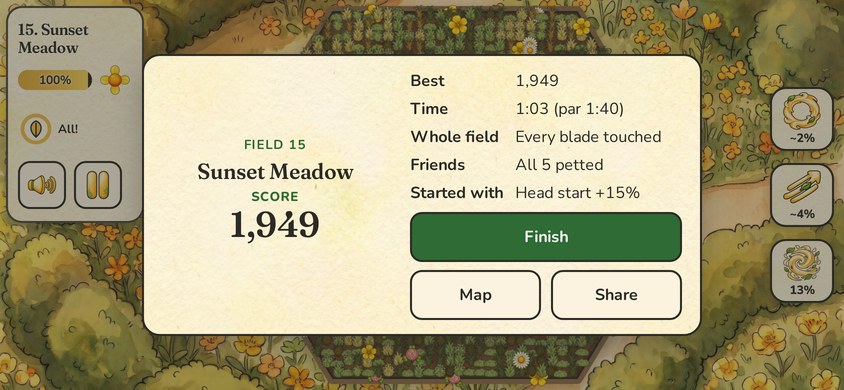 15. Sunset
Meadow
100%
All!
FIELD 15
Sunset Meadow
SCORE
1,949
Best 1,949
Time 1:03 (par 1:40)
Whole field Every blade touched
Friends All 5 petted
Started with Head start +15%
Finish
Map Share
~2%
~4%
13%